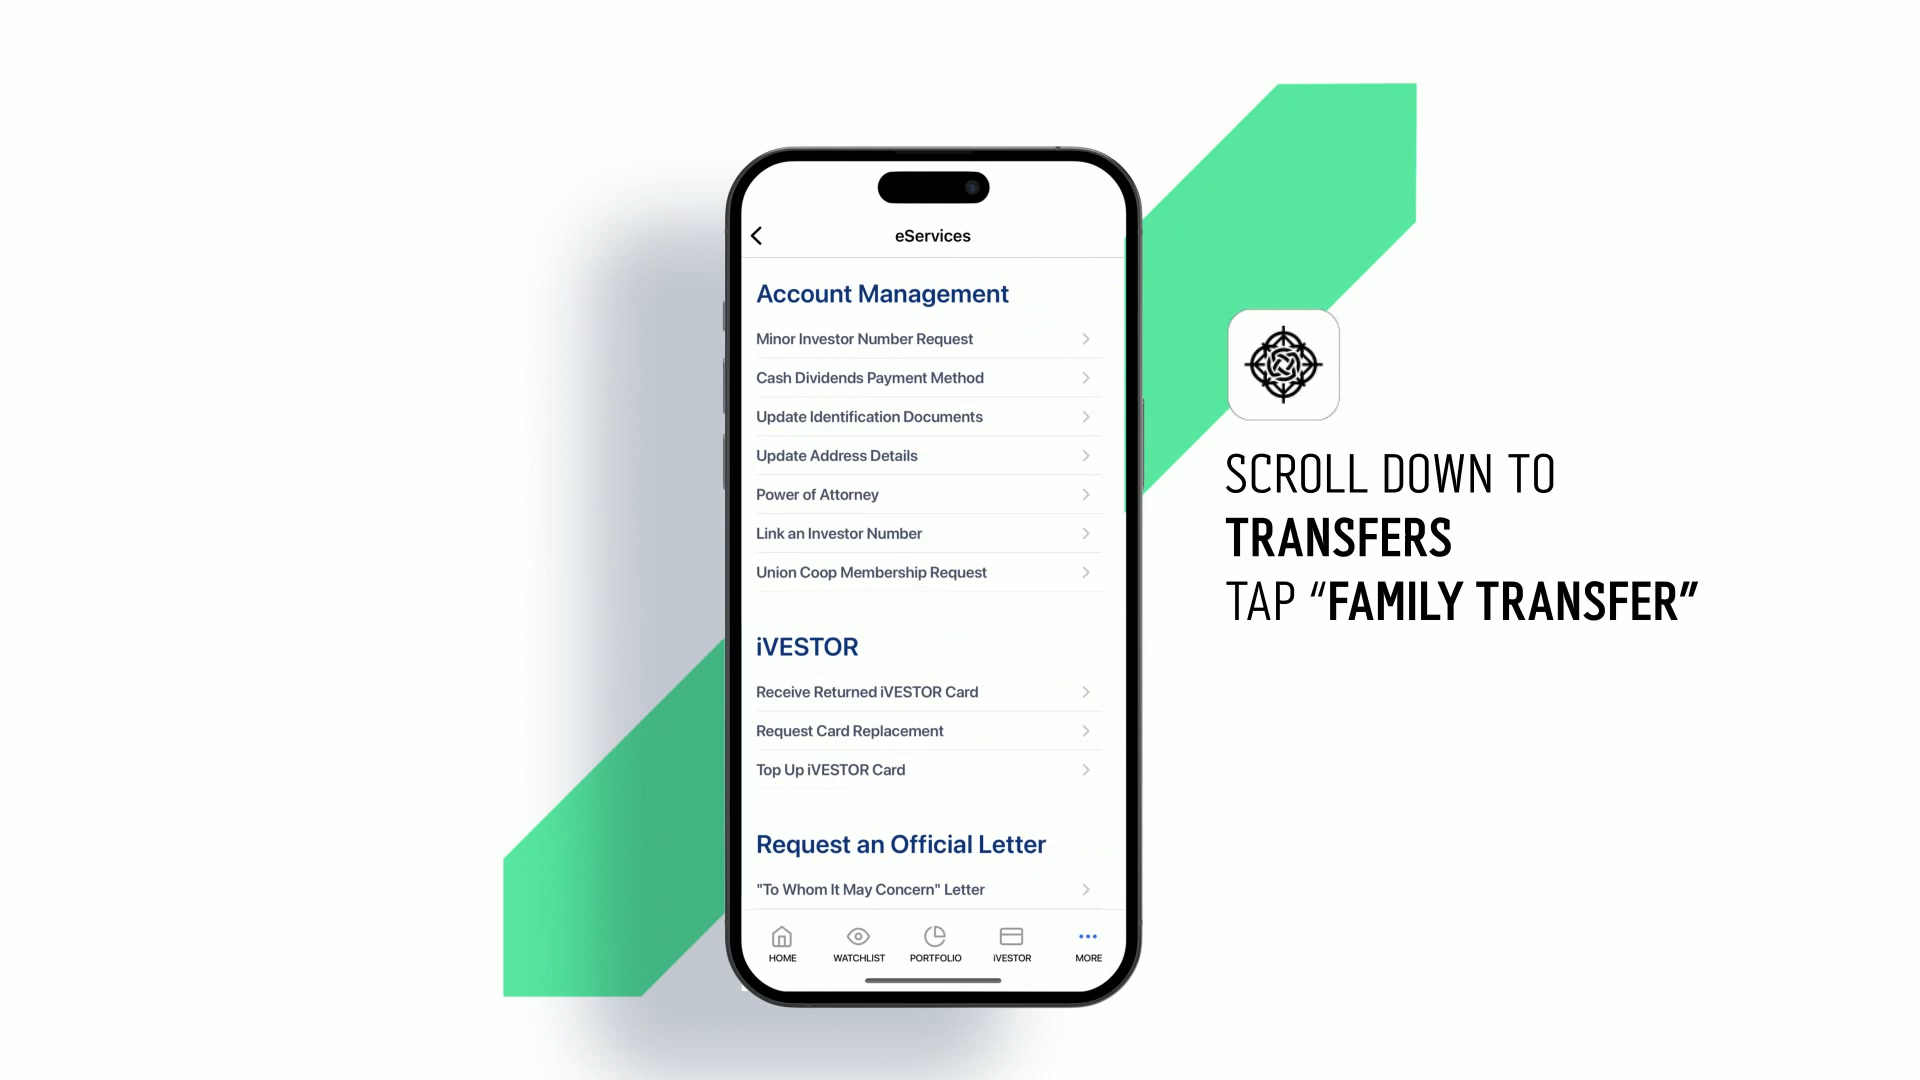 eServices
Account Management
Minor Investor Number Request
Cash Dividends Payment Method
Update Identification Documents
Update Address Details
Power of Attorney
Link an Investor Number
Union Coop Membership Request
iVESTOR
Receive Returned iVESTOR Card
Request Card Replacement
Top Up iVESTOR Card
Request an Official Letter
"To Whom It May Concern" Letter
HOME WATCHLIST PORTFOLIO iVESTOR MORE
SCROLL DOWN TO
TRANSFERS
TAP “FAMILY TRANSFER”